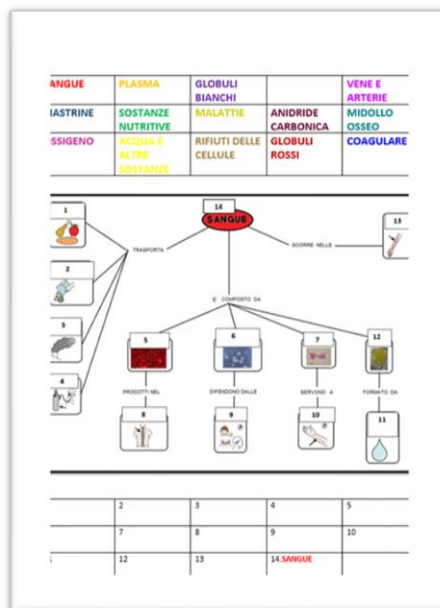 ANGUE
PLASMA
GLOBULI
BIANCHI
VENE E
ARTERIE
IASTRINE
SOSTANZE
NUTRITIVE
MALATTIE
ANIDRIDE
CARBONICA
MIDOLLO
OSSEO
SSIGENO
ACQUA E
ALTRE
SOSTANZE
RIFIUTI DELLE
CELLULE
GLOBULI
ROSSI
COAGULARE
14
SANGUE
1
13
TRASPORTA
SCORRE NELLE
2
E' COMPOSTO DA
3
5
6
7
12
4
PRODOTTI NEL
DIFENDONO DALLE
SERVONO A
FORMATO DA
8
9
10
11
2
3
4
5
7
8
9
10
12
13
14.SANGUE